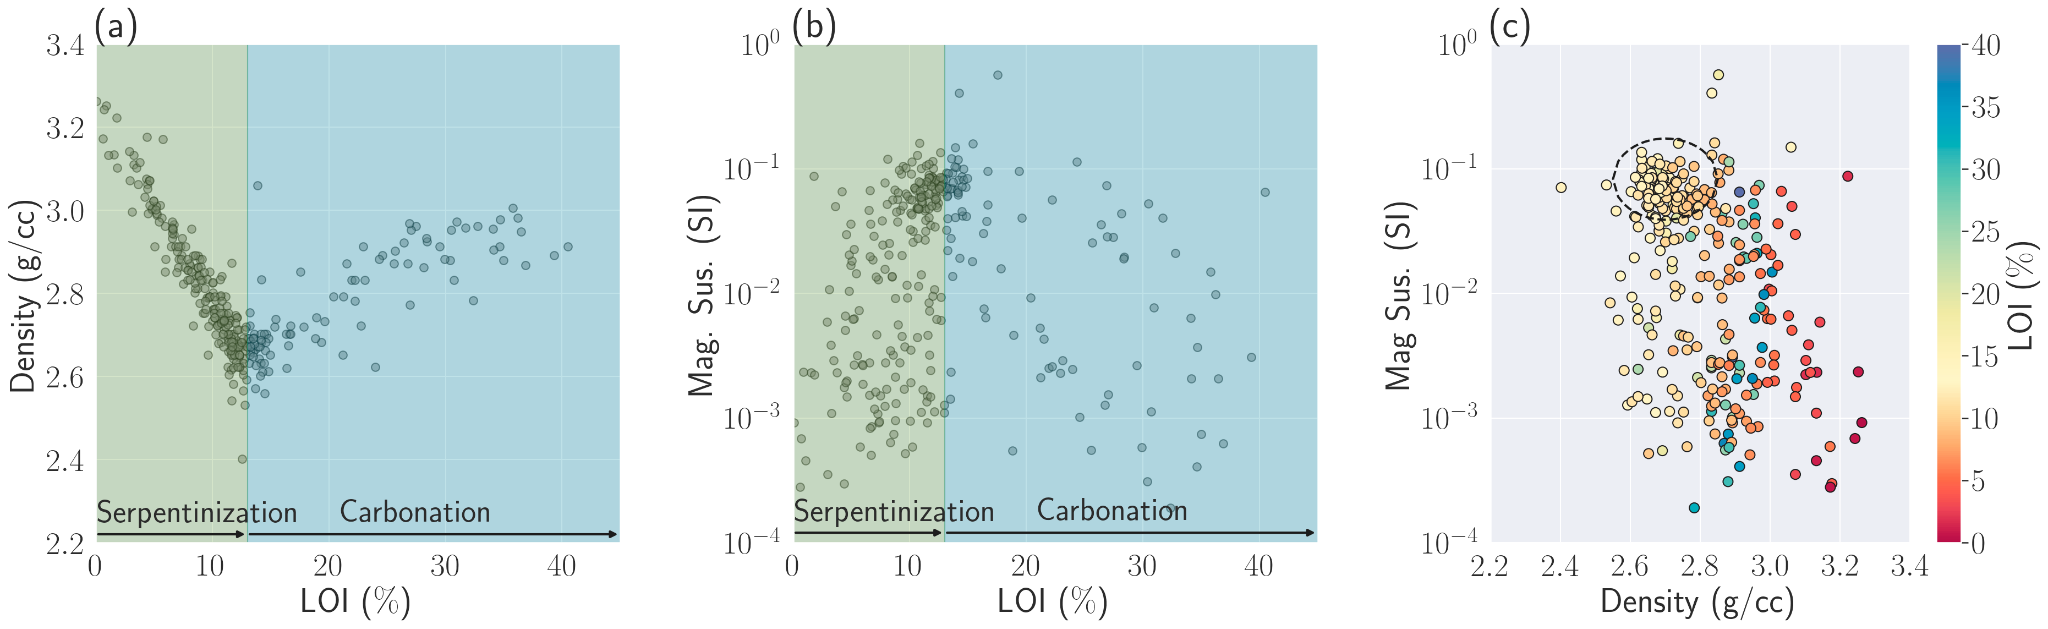 (a)
3.4
3.2
3.0
2.8
2.6
2.4
2.2
Density (g/cc)
Serpentinization
Carbonation
0 10 20 30 40
LOI (%)
(b)
10⁰
10⁻¹
10⁻²
10⁻³
10⁻⁴
Mag. Sus. (SI)
Serpentinization
Carbonation
0 10 20 30 40
LOI (%)
(c)
10⁰
10⁻¹
10⁻²
10⁻³
10⁻⁴
Mag Sus. (SI)
2.2 2.4 2.6 2.8 3.0 3.2 3.4
Density (g/cc)
40
35
30
25
20
15
10
5
0
LOI (%)